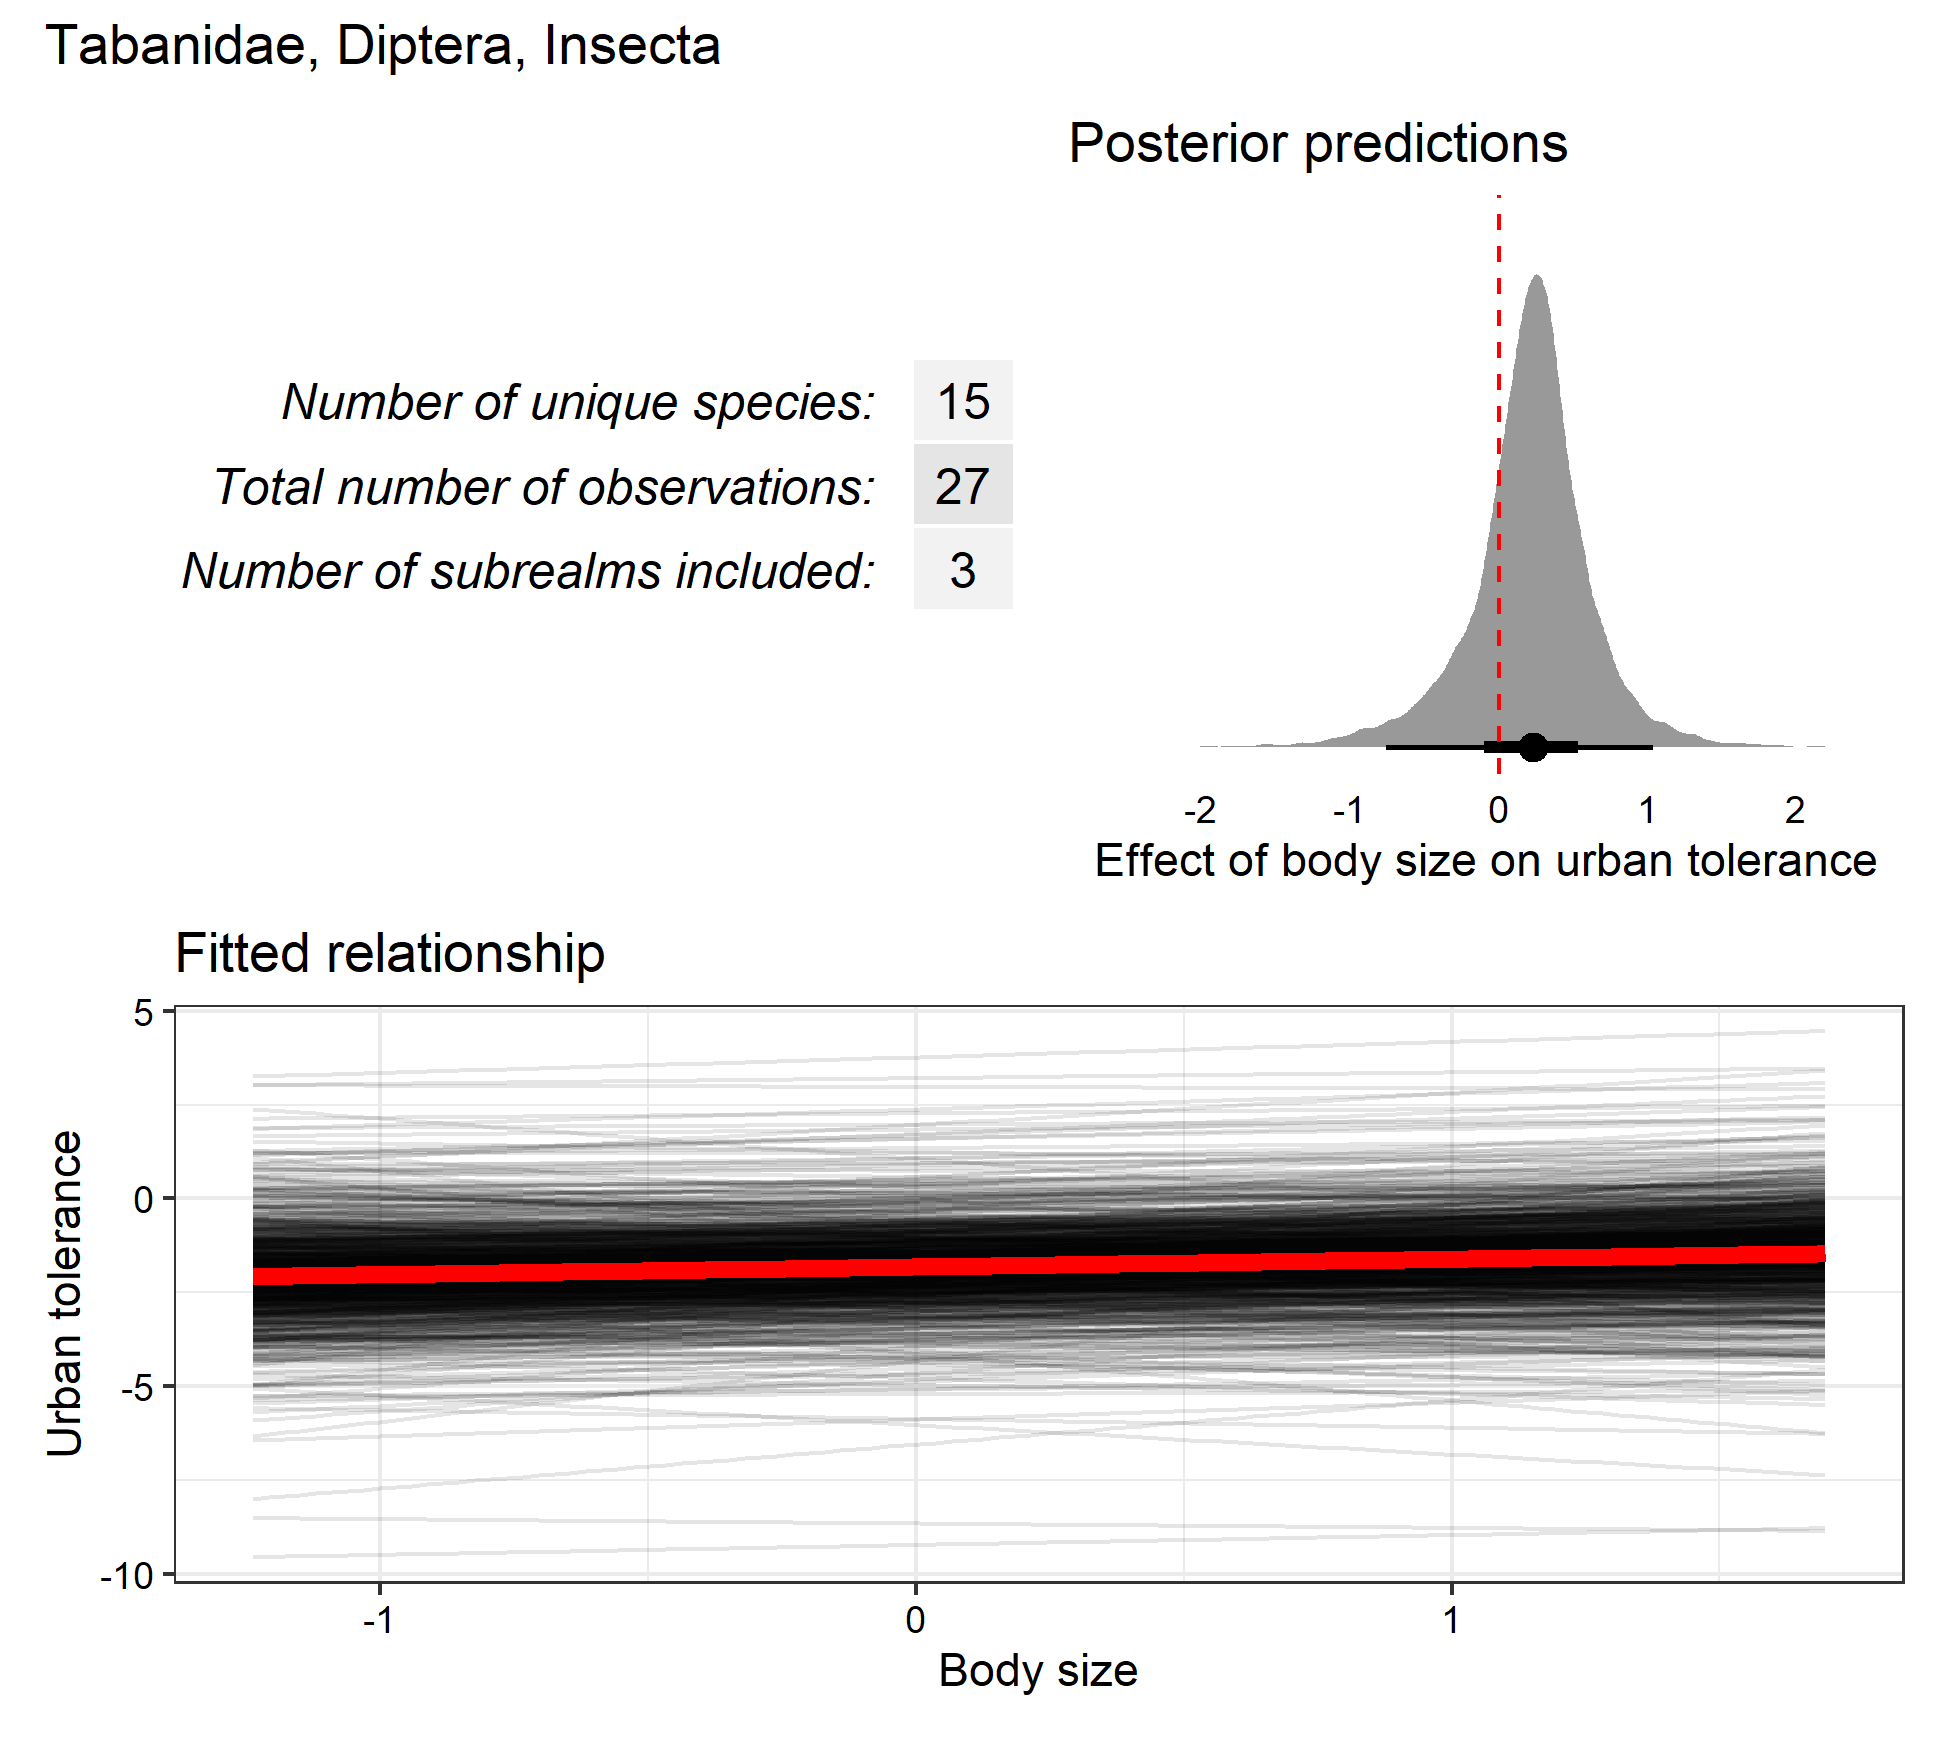 Tabanidae, Diptera, Insecta
Posterior predictions
Number of unique species: 15
Total number of observations: 27
Number of subrealms included: 3
-2 -1 0 1 2
Effect of body size on urban tolerance
Fitted relationship
5
0
-5
-10
Urban tolerance
-1 0 1
Body size